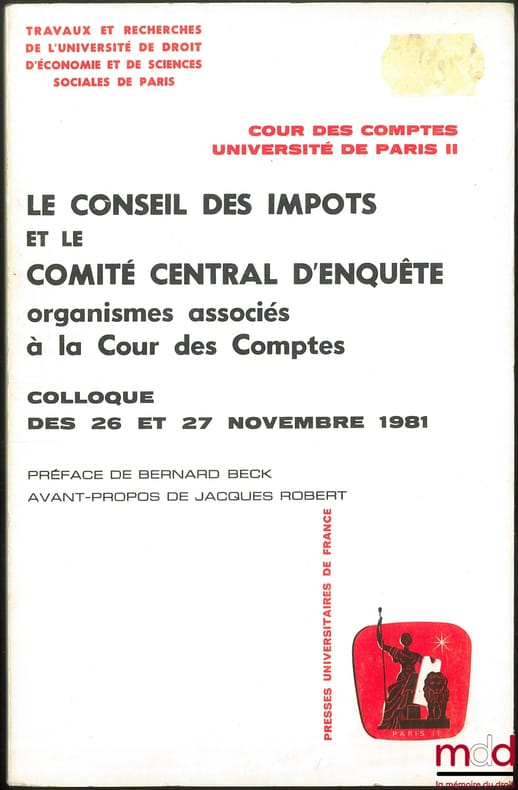 TRAVAUX ET RECHERCHES
DE L'UNIVERSITÉ DE DROIT
D'ÉCONOMIE ET DE SCIENCES
SOCIALES DE PARIS
COUR DES COMPTES
UNIVERSITÉ DE PARIS II
LE CONSEIL DES IMPOTS
ET LE
COMITÉ CENTRAL D'ENQUÊTE
organismes associés
à la Cour des Comptes
COLLOQUE
DES 26 ET 27 NOVEMBRE 1981
PRÉFACE DE BERNARD BECK
AVANT-PROPOS DE JACQUES ROBERT
PRESSES UNIVERSITAIRES DE FRANCE
PARIS II
mdd
la mémoire du droit